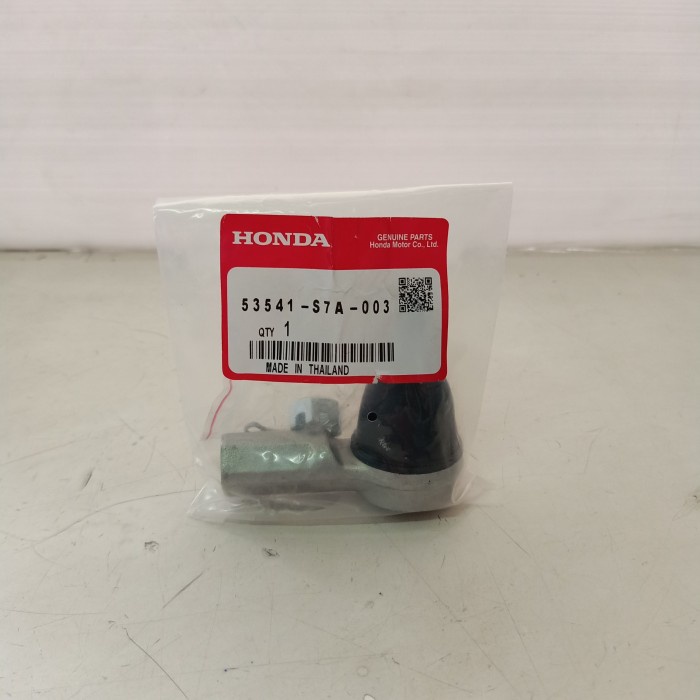 HONDA
GENUINE PARTS
Honda Motor Co., Ltd.
53541-S7A-003
QTY 1
MADE IN THAILAND